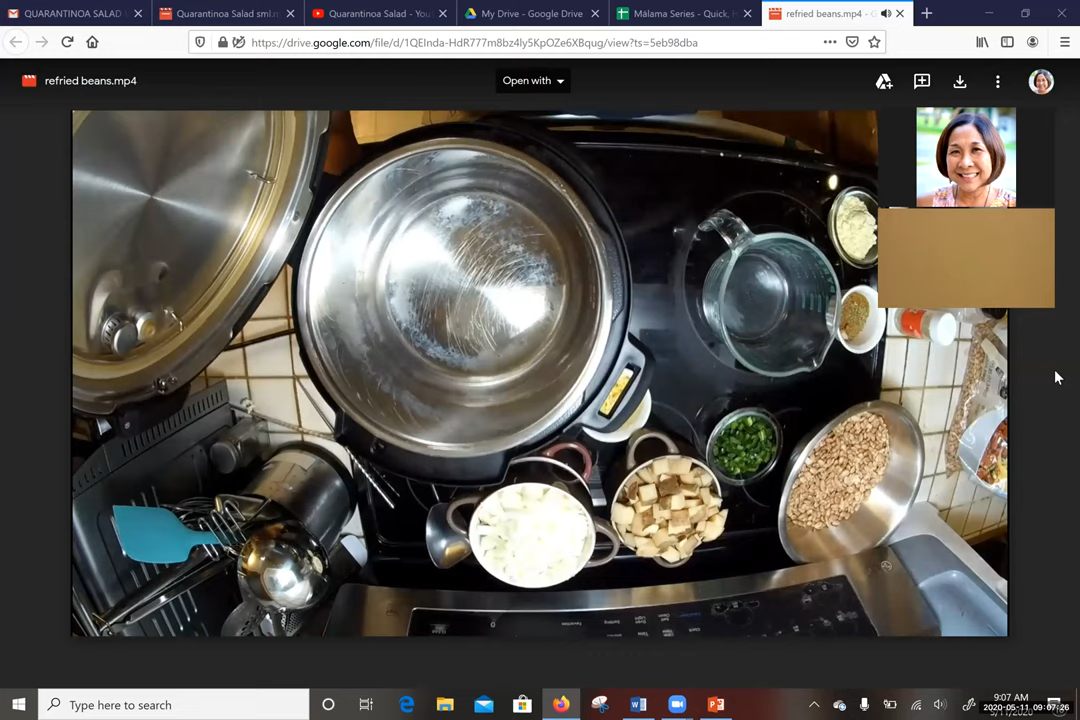 QUARANTINOA SALAD
Quarantinoa Salad sml.m
Quarantinoa Salad - You
My Drive - Google Drive
Mālama Series - Quick,
refried beans.mp4 - G
https://drive.google.com/file/d/1QEInda-HdR777m8bz4ly5KpOZe6XBqug/view?ts=5eb98dba
refried beans.mp4
Open with
Type here to search
9:07 AM
2020-05-11 09:07:26